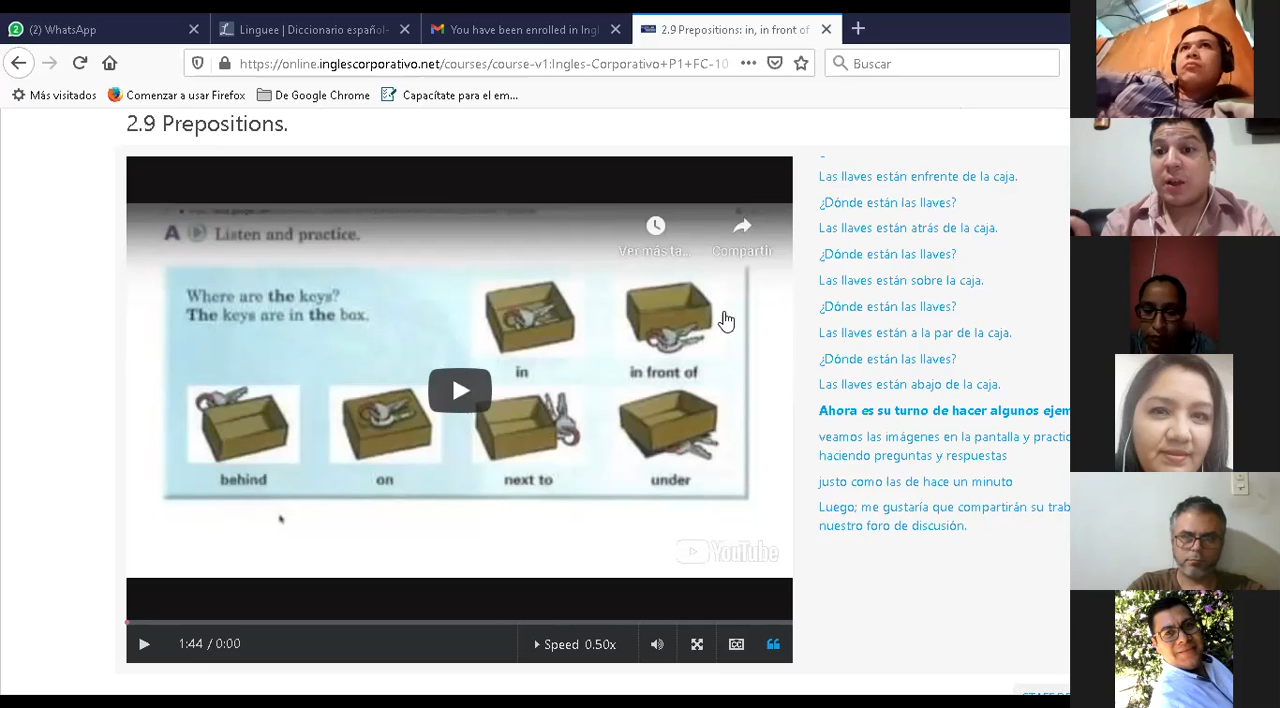 (2) WhatsApp
Linguee | Diccionario español-
You have been enrolled in Ingl
2.9 Prepositions: in, in front of
https://online.inglescorporativo.net/courses/course-v1:Ingles-Corporativo+P1+FC-10
Buscar
Más visitados
Comenzar a usar Firefox
De Google Chrome
Capacítate para el em...
2.9 Prepositions.
A Listen and practice.
Ver más ta...
Compartir
Where are the keys?
The keys are in the box.
in
in front of
behind
on
next to
under
YouTube
1:44 / 0:00
Speed 0.50x
Las llaves están enfrente de la caja.
¿Dónde están las llaves?
Las llaves están atrás de la caja.
¿Dónde están las llaves?
Las llaves están sobre la caja.
¿Dónde están las llaves?
Las llaves están a la par de la caja.
¿Dónde están las llaves?
Las llaves están abajo de la caja.
Ahora es su turno de hacer algunos ejem
veamos las imágenes en la pantalla y practic
haciendo preguntas y respuestas
justo como las de hace un minuto
Luego; me gustaría que compartirán su trab
nuestro foro de discusión.